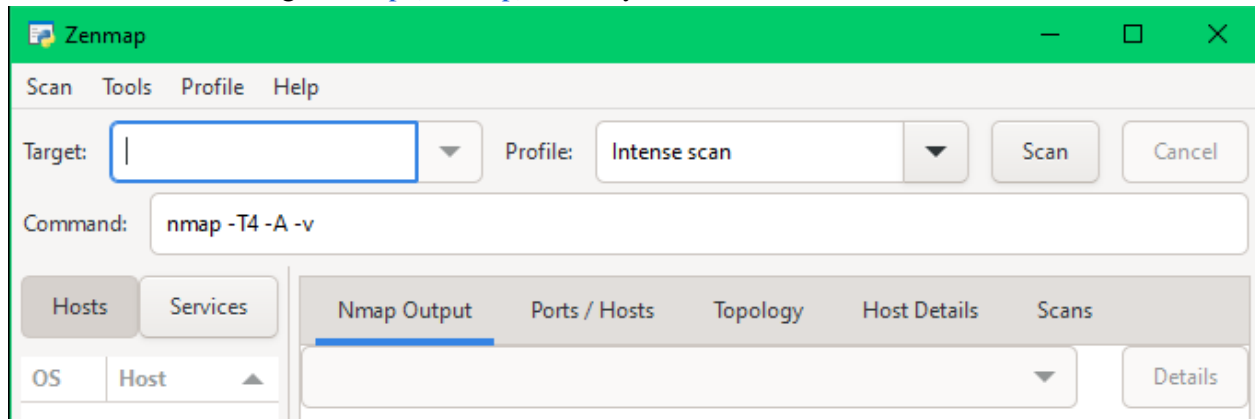 Zenmap
Scan Tools Profile Help
Target: Profile: Intense scan Scan Cancel
Command: nmap -T4 -A -v
Hosts Services Nmap Output Ports / Hosts Topology Host Details Scans
OS Host Details